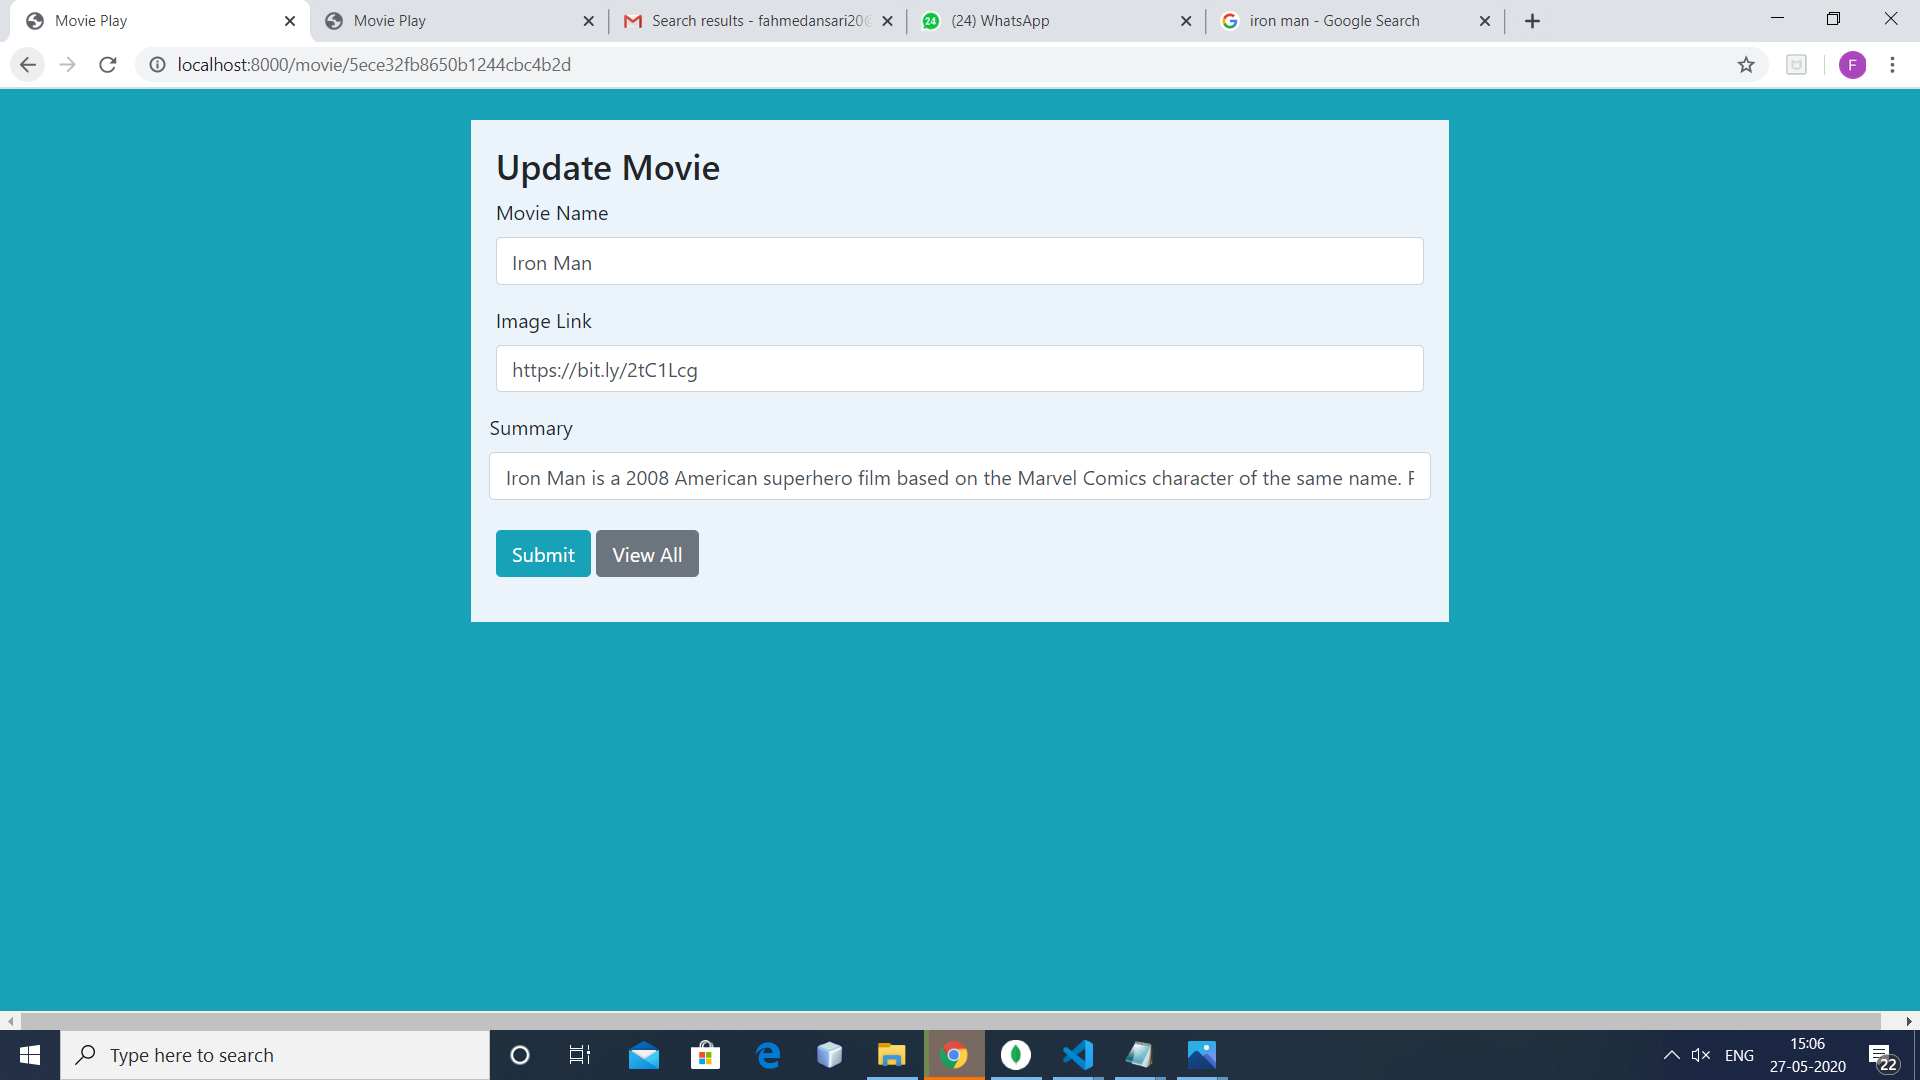 Movie Play
Movie Play
Search results - fahmedansari20
24
(24) WhatsApp
iron man - Google Search
localhost:8000/movie/5ece32fb8650b1244cbc4b2d
F
Update Movie
Movie Name
Iron Man
Image Link
https://bit.ly/2tC1Lcg
Summary
Iron Man is a 2008 American superhero film based on the Marvel Comics character of the same name.
Submit View All
Type here to search
ENG
15:06
27-05-2020
22